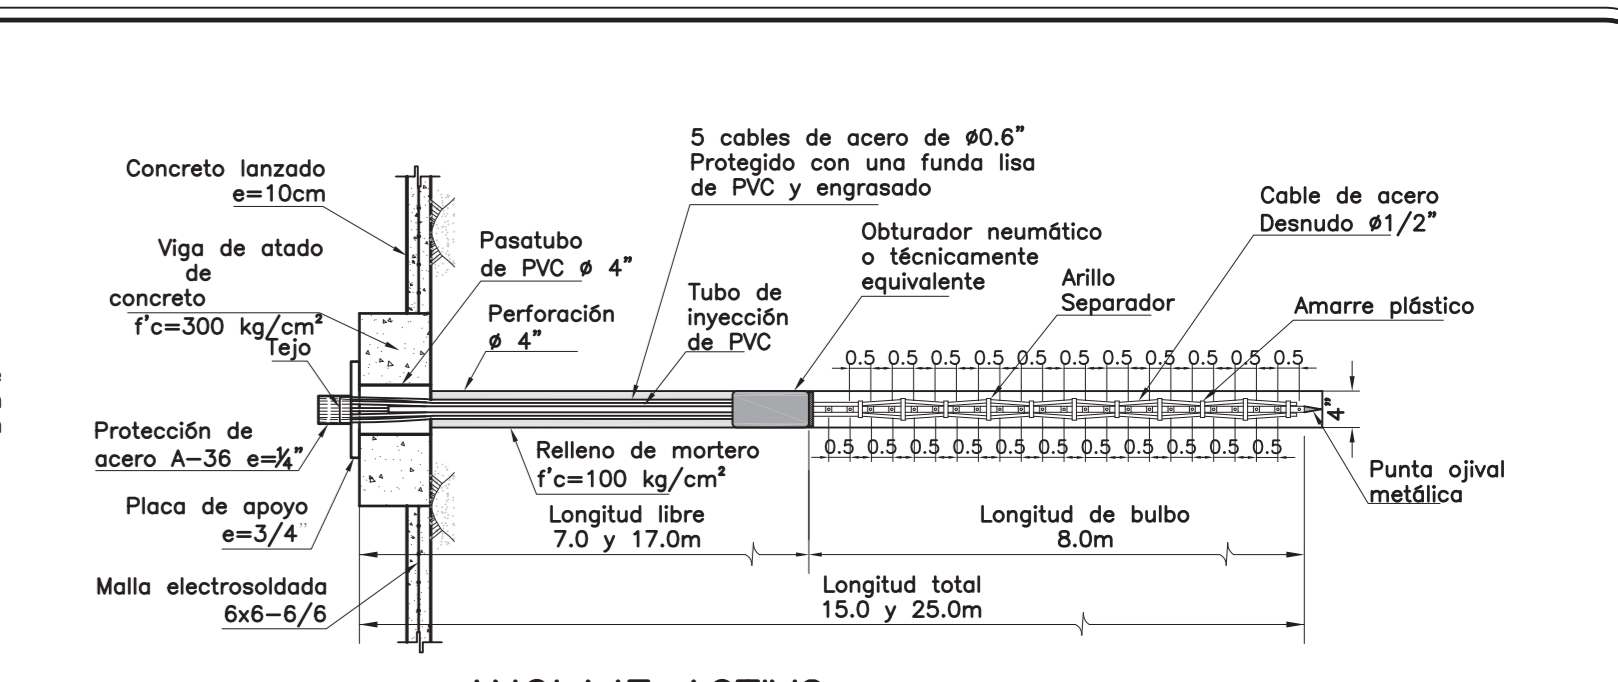 5 cables de acero de ø0.6"
Protegido con una funda lisa
de PVC y engrasado
Concreto lanzado
e=10cm
Cable de acero
Desnudo ø1/2"
Viga de atado
de
concreto
f'c=300 kg/cm²
Pasatubo
de PVC ø 4"
Obturador neumático
o técnicamente
equivalente
Arillo
Separador
Tubo de
inyección
de PVC
Perforación
ø 4"
Amarre plástico
Tejo
0.5 0.5 0.5 0.5 0.5 0.5 0.5 0.5 0.5 0.5 0.5
4"
Protección de
acero A-36 e=¼"
0.5 0.5 0.5 0.5 0.5 0.5 0.5 0.5 0.5 0.5 0.5
Relleno de mortero
f'c=100 kg/cm²
Punta ojival
metálica
Placa de apoyo
e=3/4"
Longitud libre
7.0 y 17.0m
Longitud de bulbo
8.0m
Malla electrosoldada
6x6-6/6
Longitud total
15.0 y 25.0m